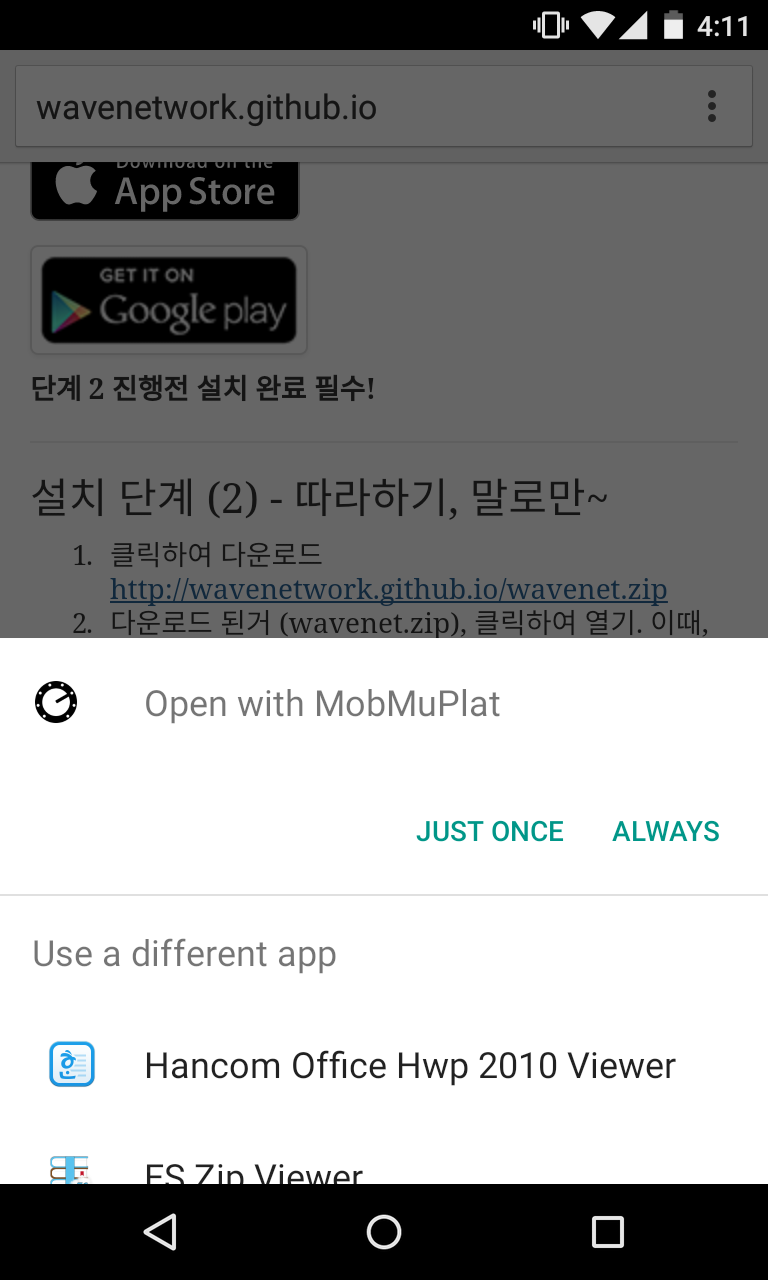 4:11
wavenetwork.github.io
Download on the
App Store
GET IT ON
Google play
단계 2 진행전 설치 완료 필수!
설치 단계 (2) - 따라하기, 말로만~
1. 클릭하여 다운로드
http://wavenetwork.github.io/wavenet.zip
2. 다운로드 된거 (wavenet.zip), 클릭하여 열기. 이때,
Open with MobMuPlat
JUST ONCE ALWAYS
Use a different app
Hancom Office Hwp 2010 Viewer
ES Zip Viewer